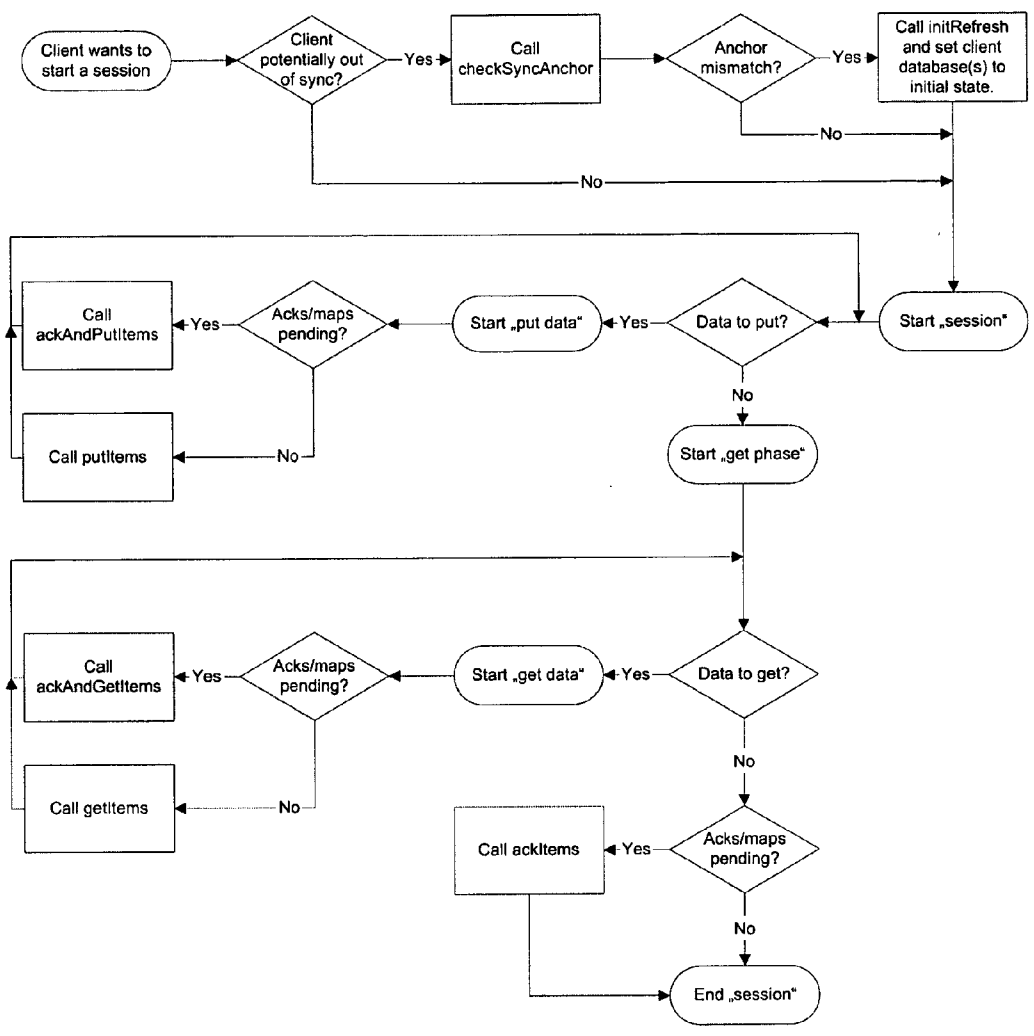 Client wants to
start a session
Client
potentially out
of sync?
Yes
Call
checkSyncAnchor
Anchor
mismatch?
Yes
Call initRefresh
and set client
database(s) to
initial state.
No
No
Call
ackAndPutItems
Yes
Acks/maps
pending?
Start „put data“
Yes
Data to put?
Start „session“
No
Call putItems
No
Start „get phase“
Call
ackAndGetItems
Yes
Acks/maps
pending?
Start „get data“
Yes
Data to get?
No
Call getItems
No
Call ackItems
Yes
Acks/maps
pending?
No
End „session“